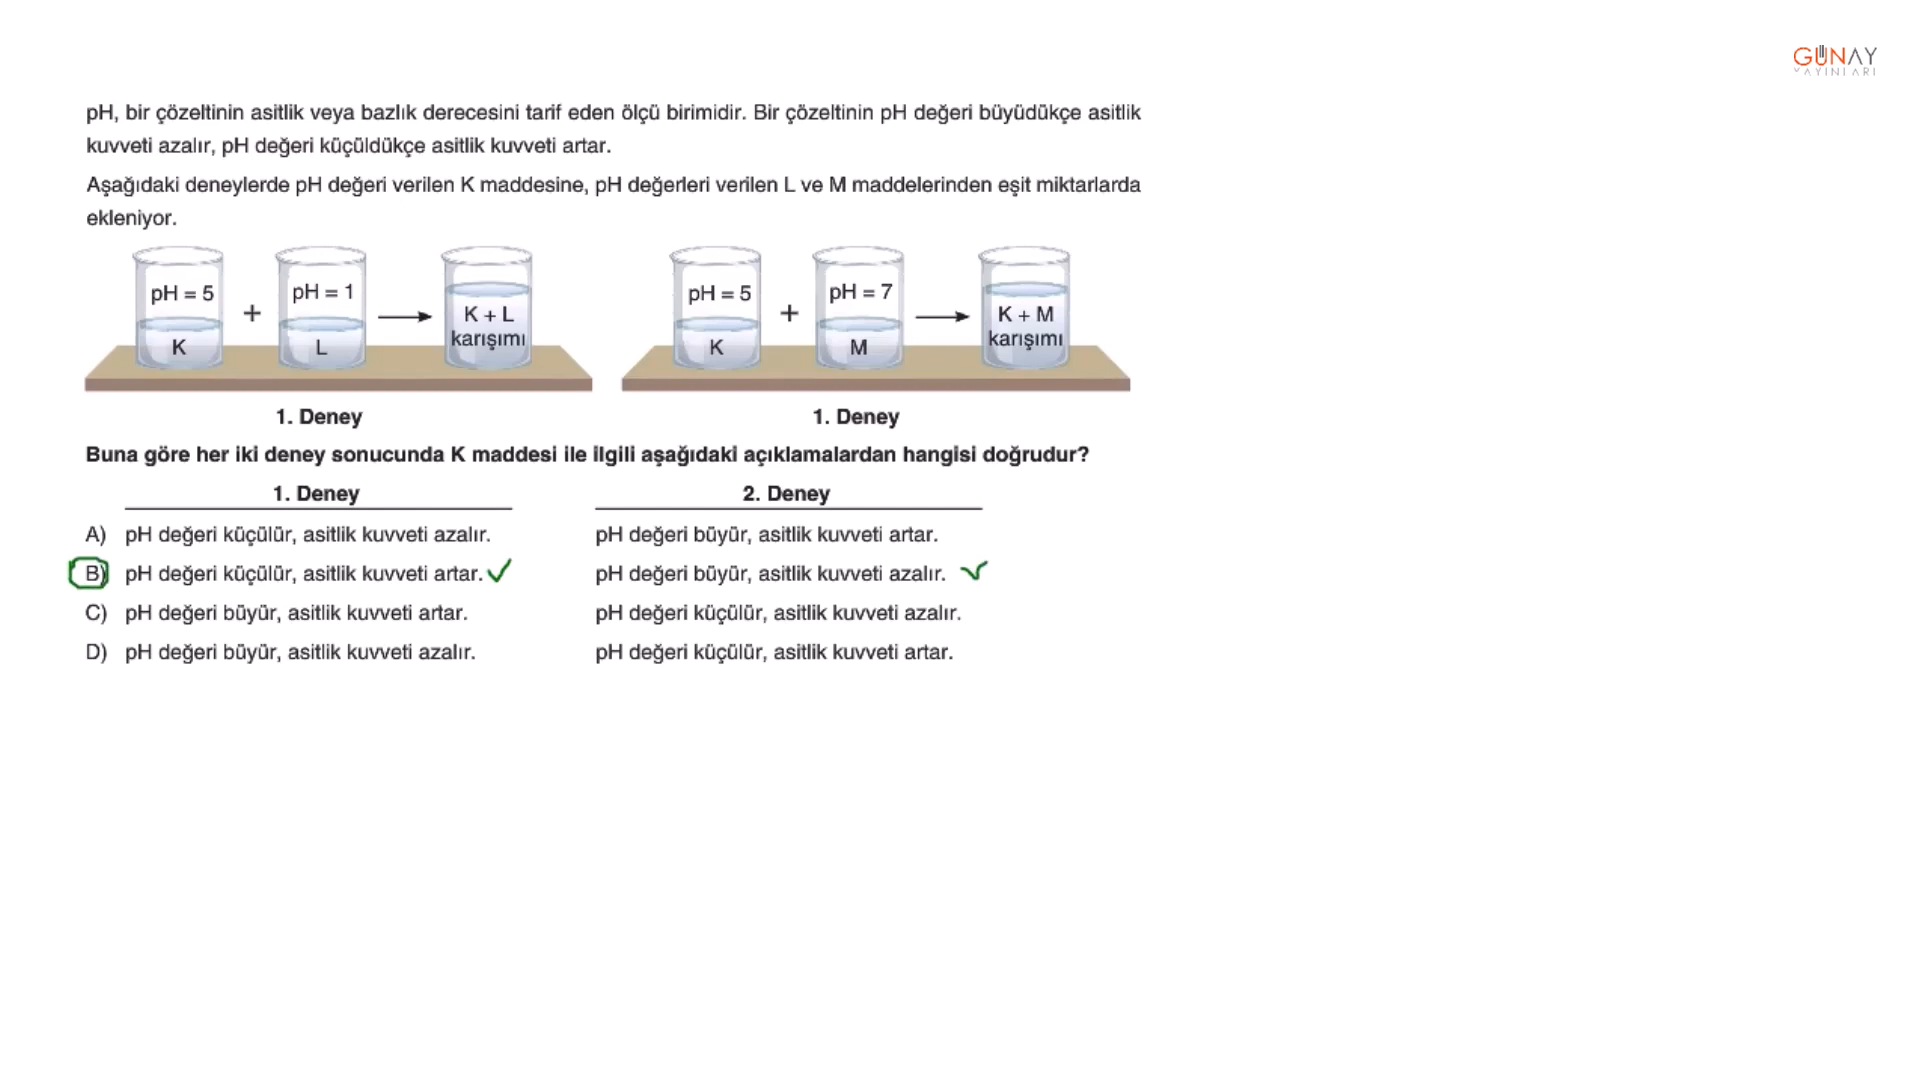 GÜNAY
YAYINLARI
pH, bir çözeltinin asitlik veya bazlık derecesini tarif eden ölçü birimidir. Bir çözeltinin pH değeri büyüdükçe asitlik
kuvveti azalır, pH değeri küçüldükçe asitlik kuvveti artar.
Aşağıdaki deneylerde pH değeri verilen K maddesine, pH değerleri verilen L ve M maddelerinden eşit miktarlarda
ekleniyor.
pH = 5 + pH = 1 K + L karışımı
K L
pH = 5 + pH = 7 K + M karışımı
K M
1. Deney 1. Deney
Buna göre her iki deney sonucunda K maddesi ile ilgili aşağıdaki açıklamalardan hangisi doğrudur?
1. Deney 2. Deney
A) pH değeri küçülür, asitlik kuvveti azalır. pH değeri büyür, asitlik kuvveti artar.
B) pH değeri küçülür, asitlik kuvveti artar. pH değeri büyür, asitlik kuvveti azalır.
C) pH değeri büyür, asitlik kuvveti artar. pH değeri küçülür, asitlik kuvveti azalır.
D) pH değeri büyür, asitlik kuvveti azalır. pH değeri küçülür, asitlik kuvveti artar.